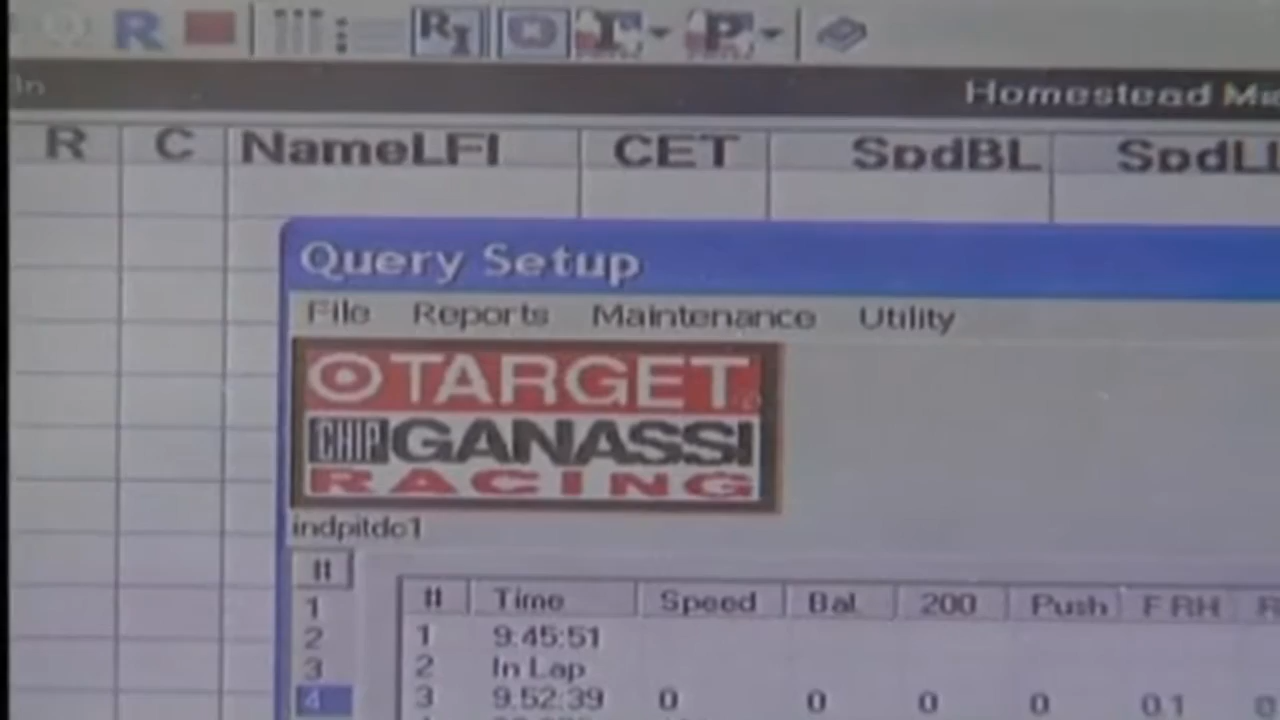 R I P
Homestead
R C NameLFI CET SpdBL
Query Setup
File Reports Maintenance Utility
TARGET
CHIP GANASSI
RACING
indpitdo1
#
1
2
3
4
# Time Speed Bal 200 Push F RH
1 9:45:51
2 In Lap
3 9:52:39 0 0 0 0 0.1